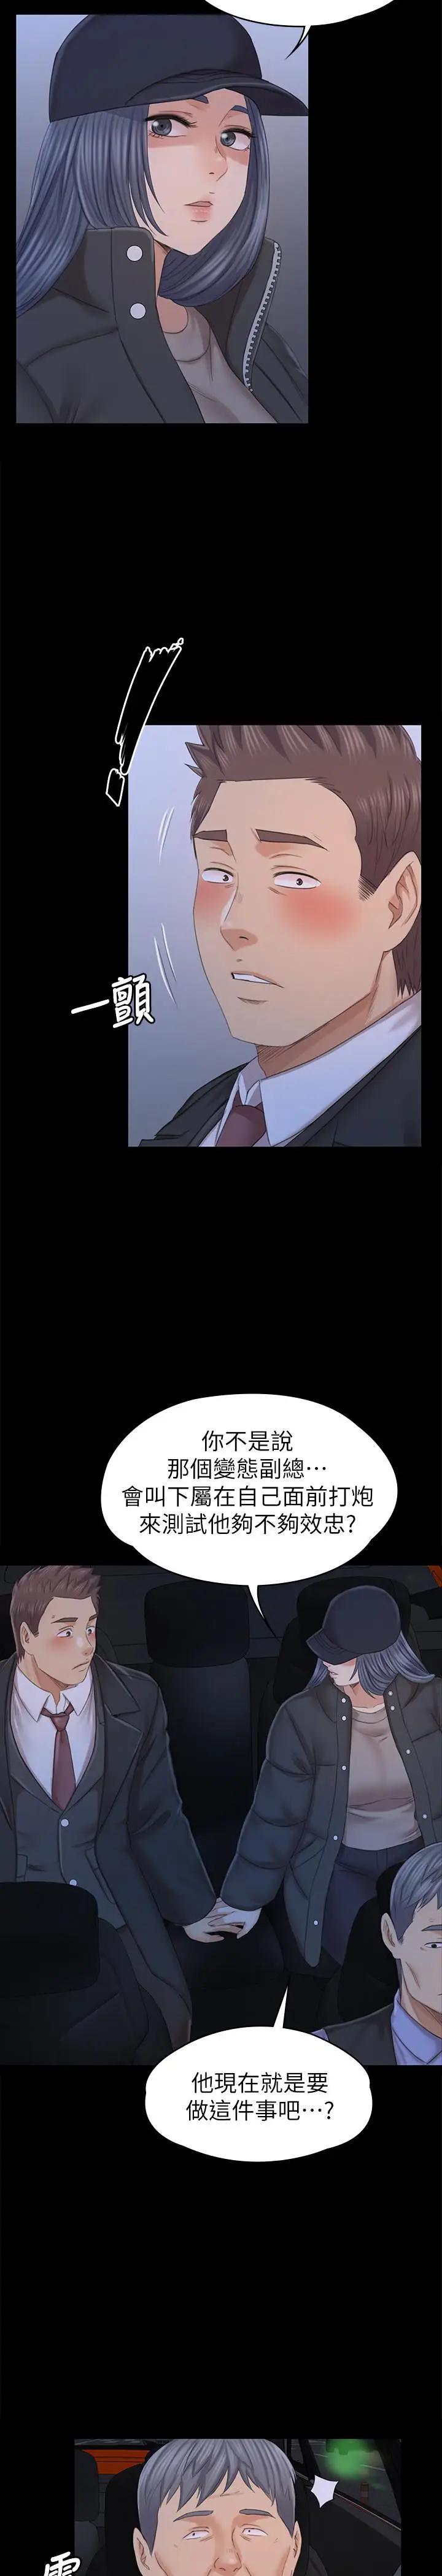 一顫
你不是說
那個變態副總…
會叫下屬在自己面前打炮
來測試他夠不夠效忠?
他現在就是要
做這件事吧…?